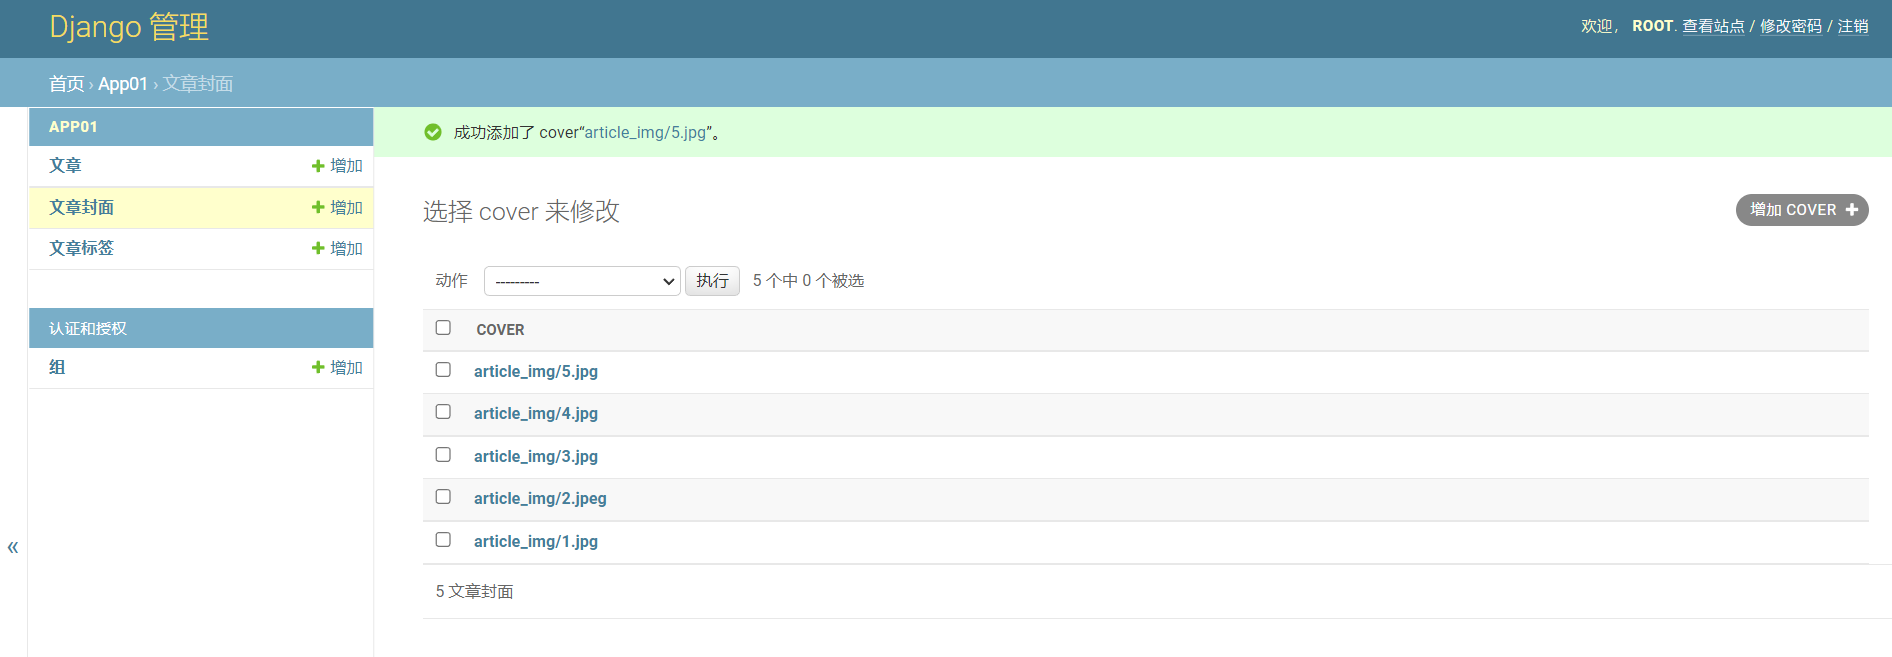 Django 管理
欢迎， ROOT. 查看站点 / 修改密码 / 注销
首页 › App01 › 文章封面
APP01
文章 增加
文章封面 增加
文章标签 增加
认证和授权
组 增加
«
成功添加了 cover“article_img/5.jpg”。
选择 cover 来修改
增加 COVER
动作 --------- 执行 5 个中 0 个被选
COVER
article_img/5.jpg
article_img/4.jpg
article_img/3.jpg
article_img/2.jpeg
article_img/1.jpg
5 文章封面